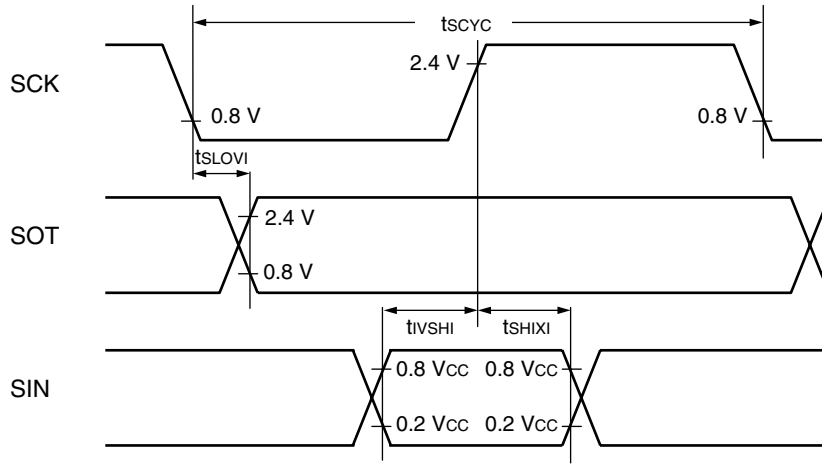 tSCYC
SCK
2.4 V
0.8 V
0.8 V
tSLOVI
SOT
2.4 V
0.8 V
tIVSHI
tSHIXI
SIN
0.8 VCC
0.8 VCC
0.2 VCC
0.2 VCC